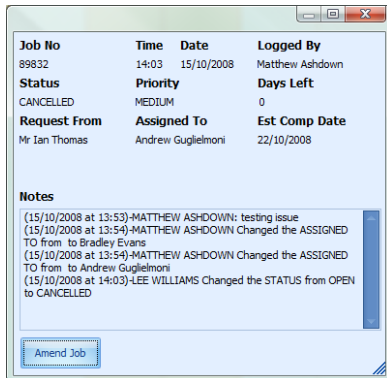 Job No Time Date Logged By
89832 14:03 15/10/2008 Matthew Ashdown
Status Priority Days Left
CANCELLED MEDIUM 0
Request From Assigned To Est Comp Date
Mr Ian Thomas Andrew Guglielmoni 22/10/2008
Notes
(15/10/2008 at 13:53)-MATTHEW ASHDOWN: testing issue
(15/10/2008 at 13:54)-MATTHEW ASHDOWN Changed the ASSIGNED
TO from to Bradley Evans
(15/10/2008 at 13:54)-MATTHEW ASHDOWN Changed the ASSIGNED
TO from to Andrew Guglielmoni
(15/10/2008 at 14:03)-LEE WILLIAMS Changed the STATUS from OPEN
to CANCELLED
Amend Job